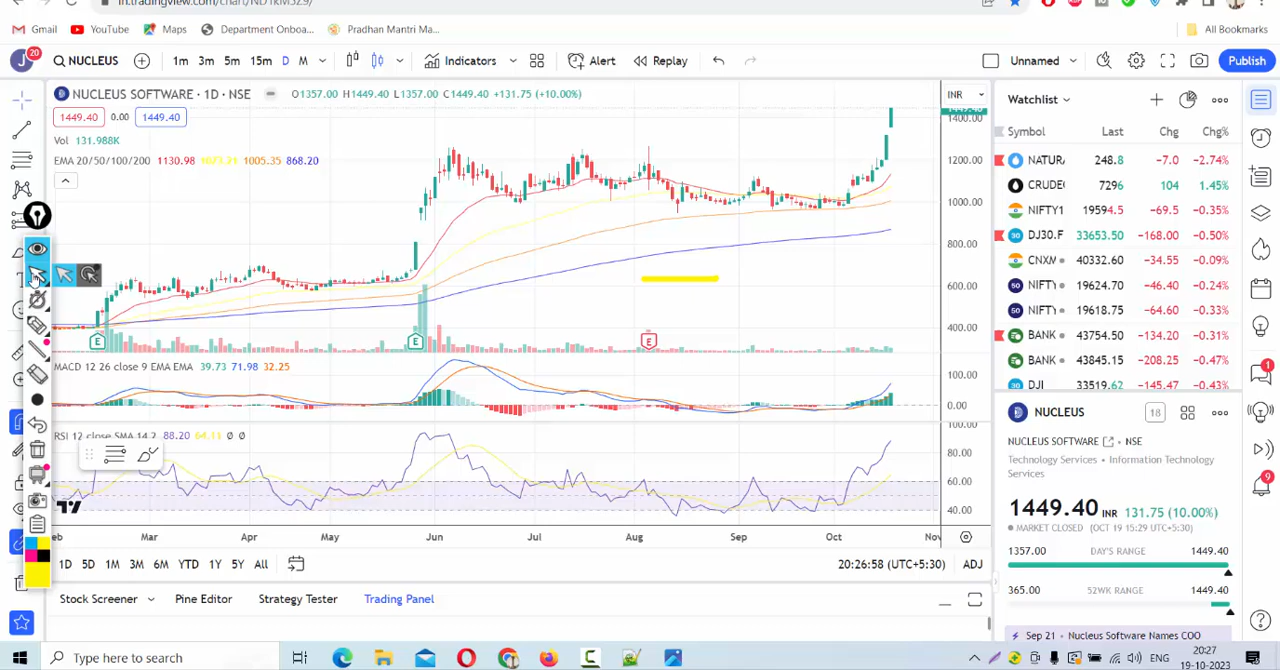 in.tradingview.com/chart/ND1kM5Z9/
Gmail YouTube Maps Department Onboa... Pradhan Mantri Ma... All Bookmarks
J 20 NUCLEUS 1m 3m 5m 15m D M Indicators Alert Replay Unnamed Publish
NUCLEUS SOFTWARE · 1D · NSE O1357.00 H1449.40 L1357.00 C1449.40 +131.75 (+10.00%) INR
1449.40 0.00 1449.40
Vol 131.988K
EMA 20/50/100/200 1130.98 1005.35 868.20
1400.00
1200.00
1000.00
800.00
600.00
400.00
E E E
MACD 12 26 close 9 EMA EMA 39.73 71.98 32.25
100.00
0.00
RSI 12 close SMA 14 2 88.20 64.11 Ø Ø
100.00
80.00
60.00
40.00
Mar Apr May Jun Jul Aug Sep Oct
1D 5D 1M 3M 6M YTD 1Y 5Y All 20:26:58 (UTC+5:30) ADJ
Stock Screener Pine Editor Strategy Tester Trading Panel
Watchlist
Symbol Last Chg Chg%
NATUR 248.8 -7.0 -2.74%
CRUDE 7296 104 1.45%
NIFTY1 19594.5 -69.5 -0.35%
30 DJ30.F 33653.50 -168.00 -0.50%
CNXM 40332.60 -34.55 -0.09%
50 NIFTY 19624.70 -46.40 -0.24%
50 NIFTY 19618.75 -64.60 -0.33%
BANK 43754.50 -134.20 -0.31%
BANK 43845.15 -208.25 -0.47%
30 DJI 33519.62 -145.47 -0.43%
NUCLEUS 18
NUCLEUS SOFTWARE · NSE
Technology Services • Information Technology
Services
1449.40 INR 131.75 (10.00%)
MARKET CLOSED (OCT 19 15:29 UTC+5:30)
1357.00 DAY'S RANGE 1449.40
365.00 52WK RANGE 1449.40
Sep 21 • Nucleus Software Names COO
1
9
Type here to search ENG 20:27
19-10-2023